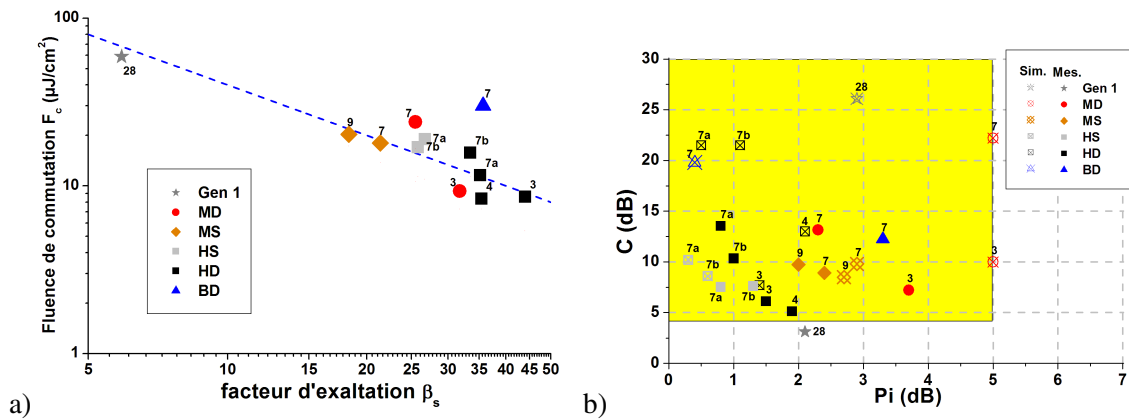 100
10
1
Fluence de commutation F_c (µJ/cm²)
28
9
7
7
7a
7b
7
7b
7a
4
3
3
Gen 1
MD
MS
HS
HD
BD
5 10 15 20 25 30 35 40 45 50
facteur d'exaltation β_s
a)
30
25
20
15
10
5
0
C (dB)
28
7a
7b
7
7
7a
4
7
7
7b
9
7
3
7a
7b
7
9
3
7a
7b
3
4
3
28
0 1 2 3 4 5 6 7
Pi (dB)
Sim. Mes.
Gen 1
MD
MS
HS
HD
BD
b)